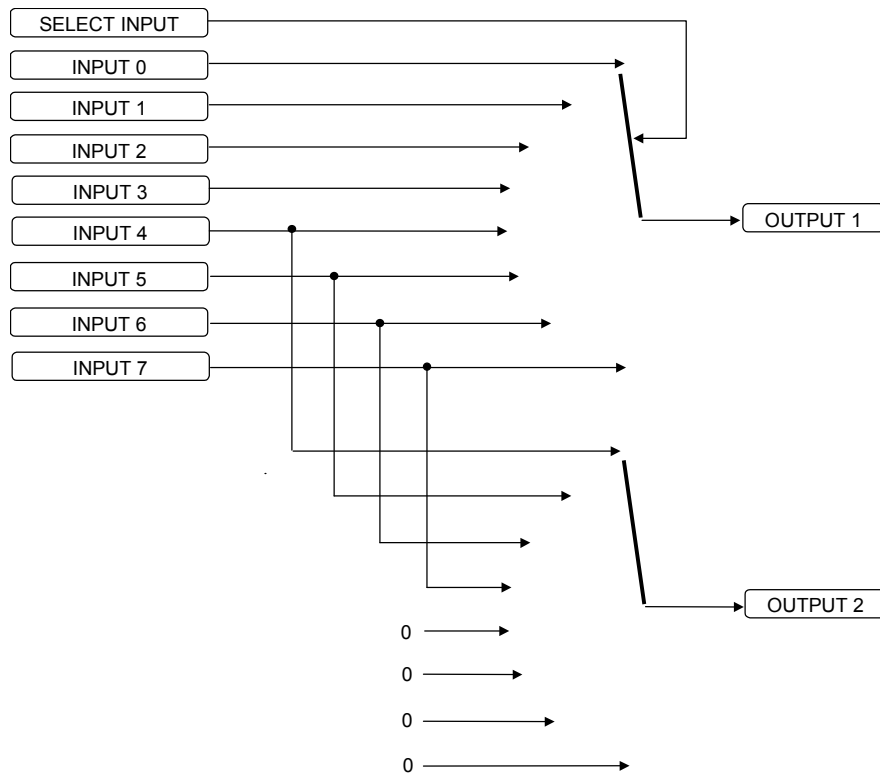 SELECT INPUT
INPUT 0
INPUT 1
INPUT 2
INPUT 3
INPUT 4
INPUT 5
INPUT 6
INPUT 7
OUTPUT 1
OUTPUT 2
0
0
0
0